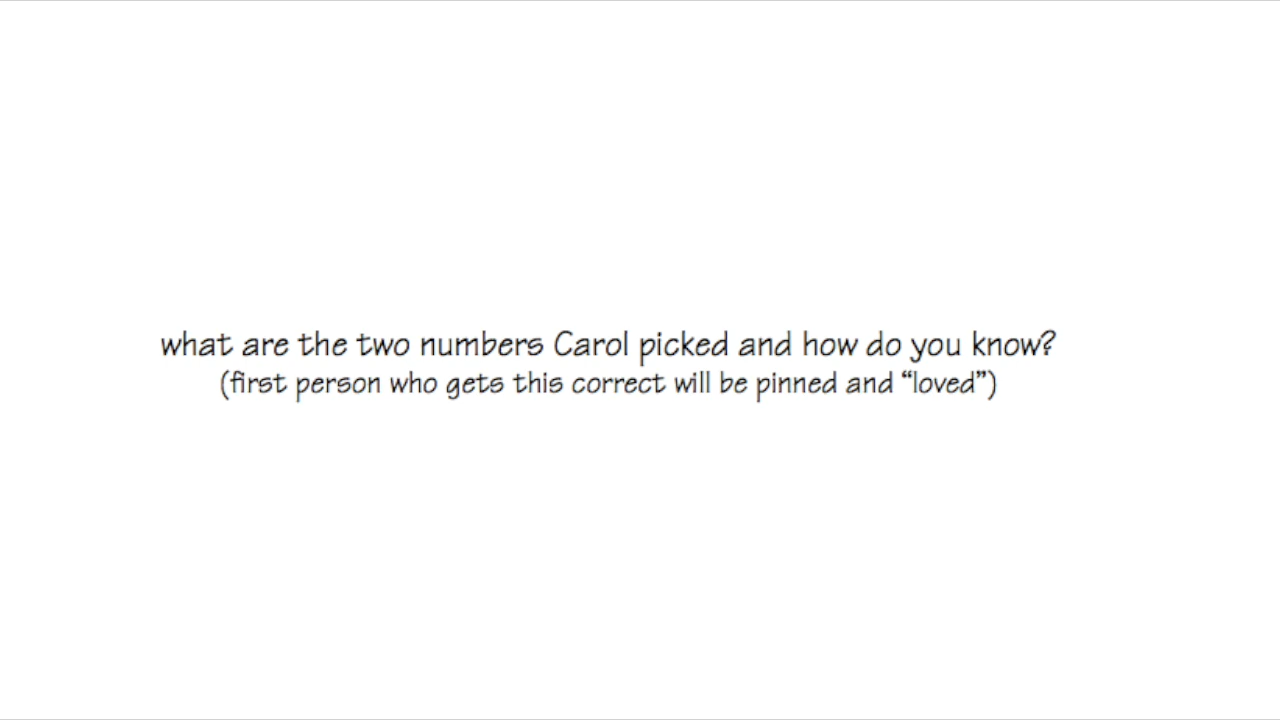 what are the two numbers Carol picked and how do you know?
(first person who gets this correct will be pinned and “loved”)